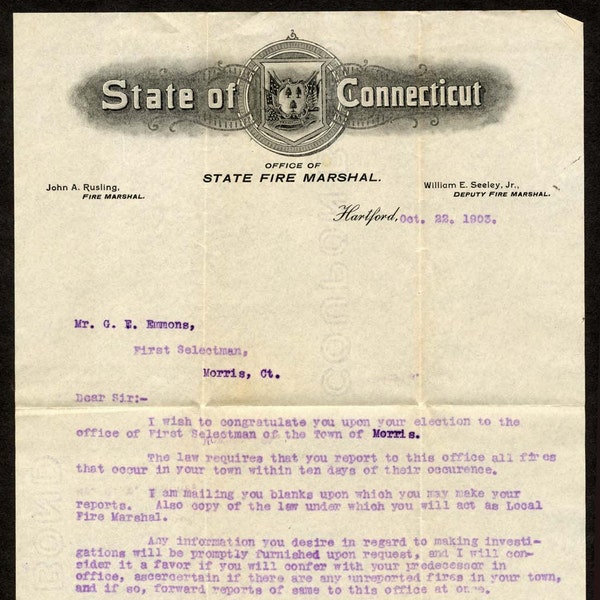 State of Connecticut
OFFICE OF
STATE FIRE MARSHAL.
John A. Rusling,
FIRE MARSHAL.
William E. Seeley, Jr.,
DEPUTY FIRE MARSHAL.
Hartford, Oct. 22. 1903.
Mr. G. E. Emmons,
First Selectman,
Morris, Ct.
Dear Sir:-
I wish to congratulate you upon your election to the
office of First Selectman of the Town of Morris.
The law requires that you report to this office all fires
that occur in your town within ten days of their occurence.
I am mailing you blanks upon which you may make your
reports. Also copy of the law under which you will act as Local
Fire Marshal.
Any information you desire in regard to making investi-
gations will be promptly furnished upon request, and I will con-
sider it a favor if you will confer with your predecessor in
office, ascertain if there are any unreported fires in your town,
and if so, forward reports of same to this office at once.